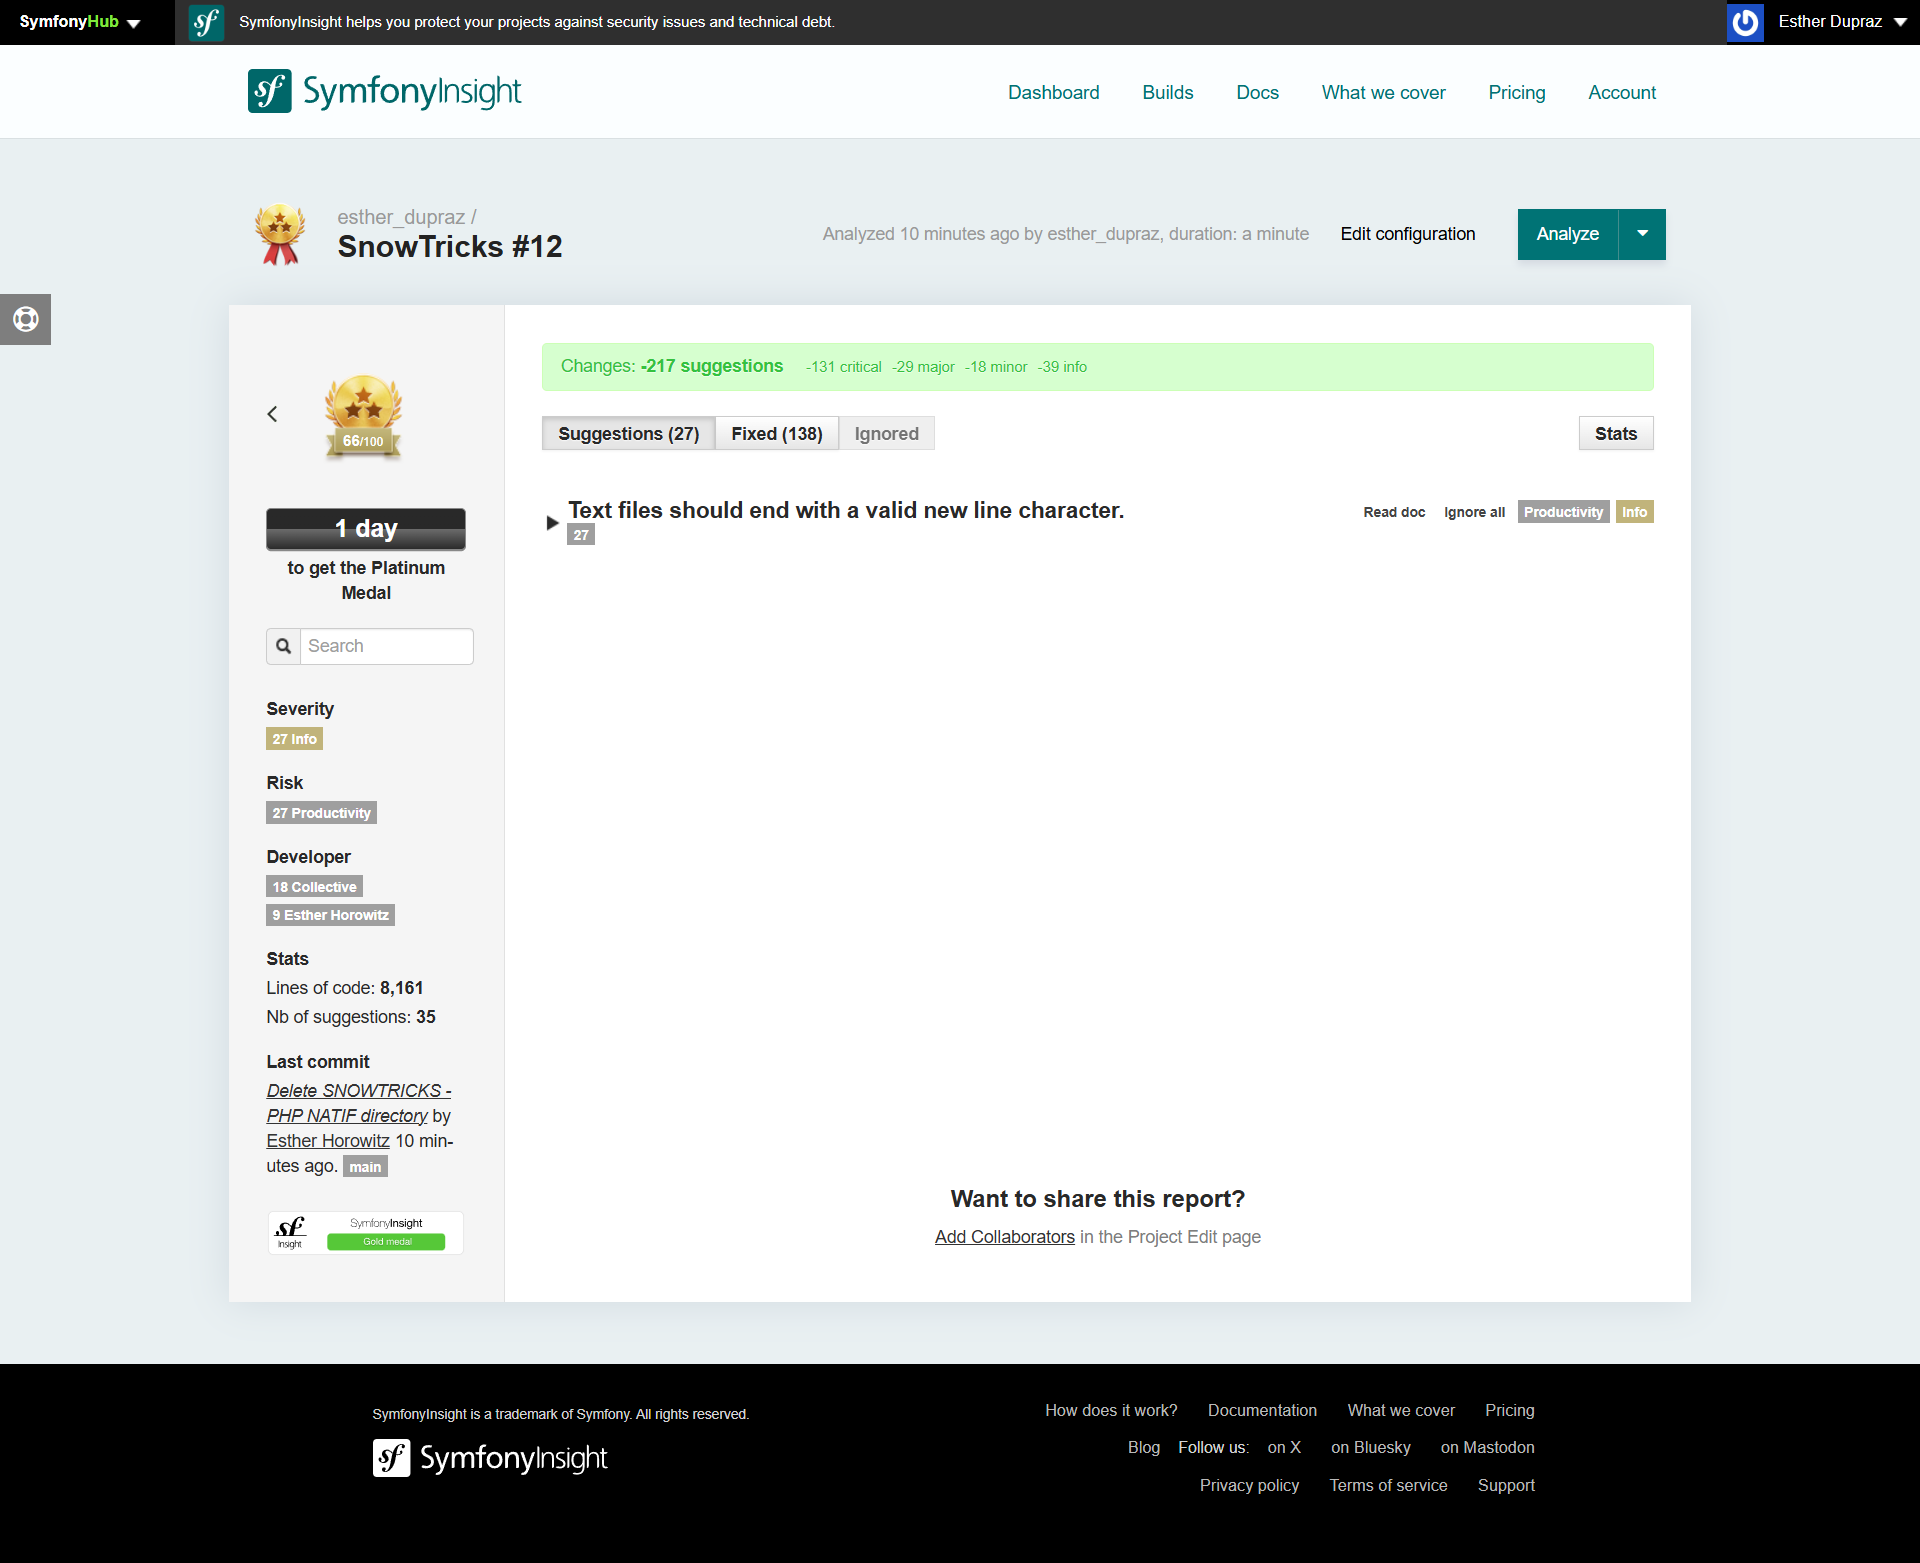 SymfonyHub
SymfonyInsight helps you protect your projects against security issues and technical debt.
Esther Dupraz
SymfonyInsight
Dashboard Builds Docs What we cover Pricing Account
esther_dupraz /
SnowTricks #12
Analyzed 10 minutes ago by esther_dupraz, duration: a minute
Edit configuration
Analyze
66/100
1 day
to get the Platinum
Medal
Search
Severity
27 Info
Risk
27 Productivity
Developer
18 Collective
9 Esther Horowitz
Stats
Lines of code: 8,161
Nb of suggestions: 35
Last commit
Delete SNOWTRICKS -
PHP NATIF directory by
Esther Horowitz 10 min-
utes ago. main
sf Insight
SymfonyInsight
Gold medal
Changes: -217 suggestions -131 critical -29 major -18 minor -39 info
Suggestions (27) Fixed (138) Ignored
Stats
Text files should end with a valid new line character.
27
Read doc Ignore all Productivity Info
Want to share this report?
Add Collaborators in the Project Edit page
SymfonyInsight is a trademark of Symfony. All rights reserved.
SymfonyInsight
How does it work? Documentation What we cover Pricing
Blog Follow us: on X on Bluesky on Mastodon
Privacy policy Terms of service Support